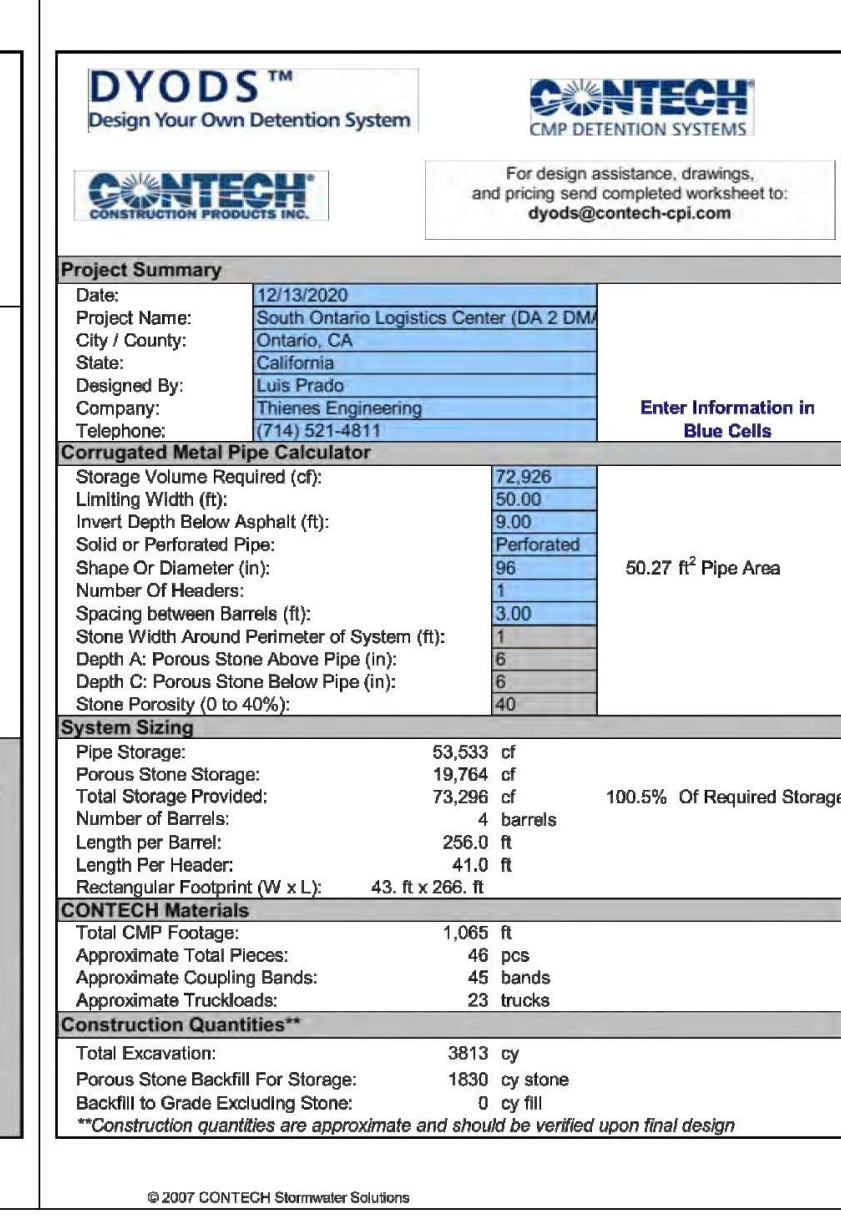 DYODS™
Design Your Own Detention System
CONTECH®
CMP DETENTION SYSTEMS
CONTECH®
CONSTRUCTION PRODUCTS INC.
For design assistance, drawings,
and pricing send completed worksheet to:
dyods@contech-cpi.com
Project Summary
Date: 12/13/2020
Project Name: South Ontario Logistics Center (DA 2 DMA
City / County: Ontario, CA
State: California
Designed By: Luis Prado
Company: Thienes Engineering
Telephone: (714) 521-4811
Enter Information in
Blue Cells
Corrugated Metal Pipe Calculator
Storage Volume Required (cf): 72,926
Limiting Width (ft): 50.00
Invert Depth Below Asphalt (ft): 9.00
Solid or Perforated Pipe: Perforated
Shape Or Diameter (in): 96 50.27 ft² Pipe Area
Number Of Headers: 1
Spacing between Barrels (ft): 3.00
Stone Width Around Perimeter of System (ft): 1
Depth A: Porous Stone Above Pipe (in): 6
Depth C: Porous Stone Below Pipe (in): 6
Stone Porosity (0 to 40%): 40
System Sizing
Pipe Storage: 53,533 cf
Porous Stone Storage: 19,764 cf
Total Storage Provided: 73,296 cf 100.5% Of Required Storage
Number of Barrels: 4 barrels
Length per Barrel: 256.0 ft
Length Per Header: 41.0 ft
Rectangular Footprint (W x L): 43. ft x 266. ft
CONTECH Materials
Total CMP Footage: 1,065 ft
Approximate Total Pieces: 46 pcs
Approximate Coupling Bands: 45 bands
Approximate Truckloads: 23 trucks
Construction Quantities**
Total Excavation: 3813 cy
Porous Stone Backfill For Storage: 1830 cy stone
Backfill to Grade Excluding Stone: 0 cy fill
**Construction quantities are approximate and should be verified upon final design
© 2007 CONTECH Stormwater Solutions